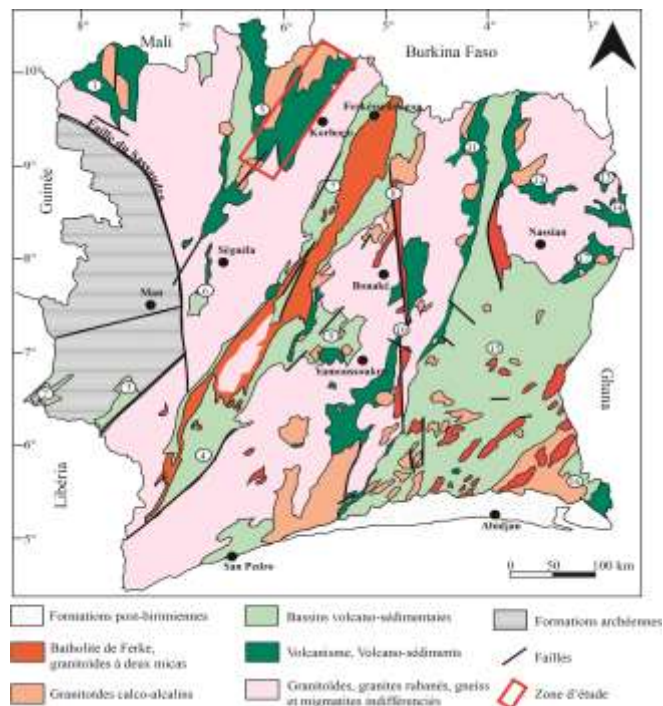 8° 7° 6° 5° 4° 3°
Mali
Burkina Faso
10°
Ferkéssédougou
Korhogo
Faille du Sassandra
9°
Guinée
Nassian
8°
Séguéla
Man
Bouaké
7°
Yamoussoukro
Ghana
6°
Libéria
5°
Abidjan
San Pedro
0 50 100 km
Formations post-birimiennes
Bassins volcano-sédimentaires
Formations archéennes
Batholite de Ferke,
granitoïdes à deux micas
Volcanisme, Volcano-sédiments
Failles
Granitoïdes calco-alcalins
Granitoïdes, granites rubanés, gneiss
et migmatites indifférenciés
Zone d'étude